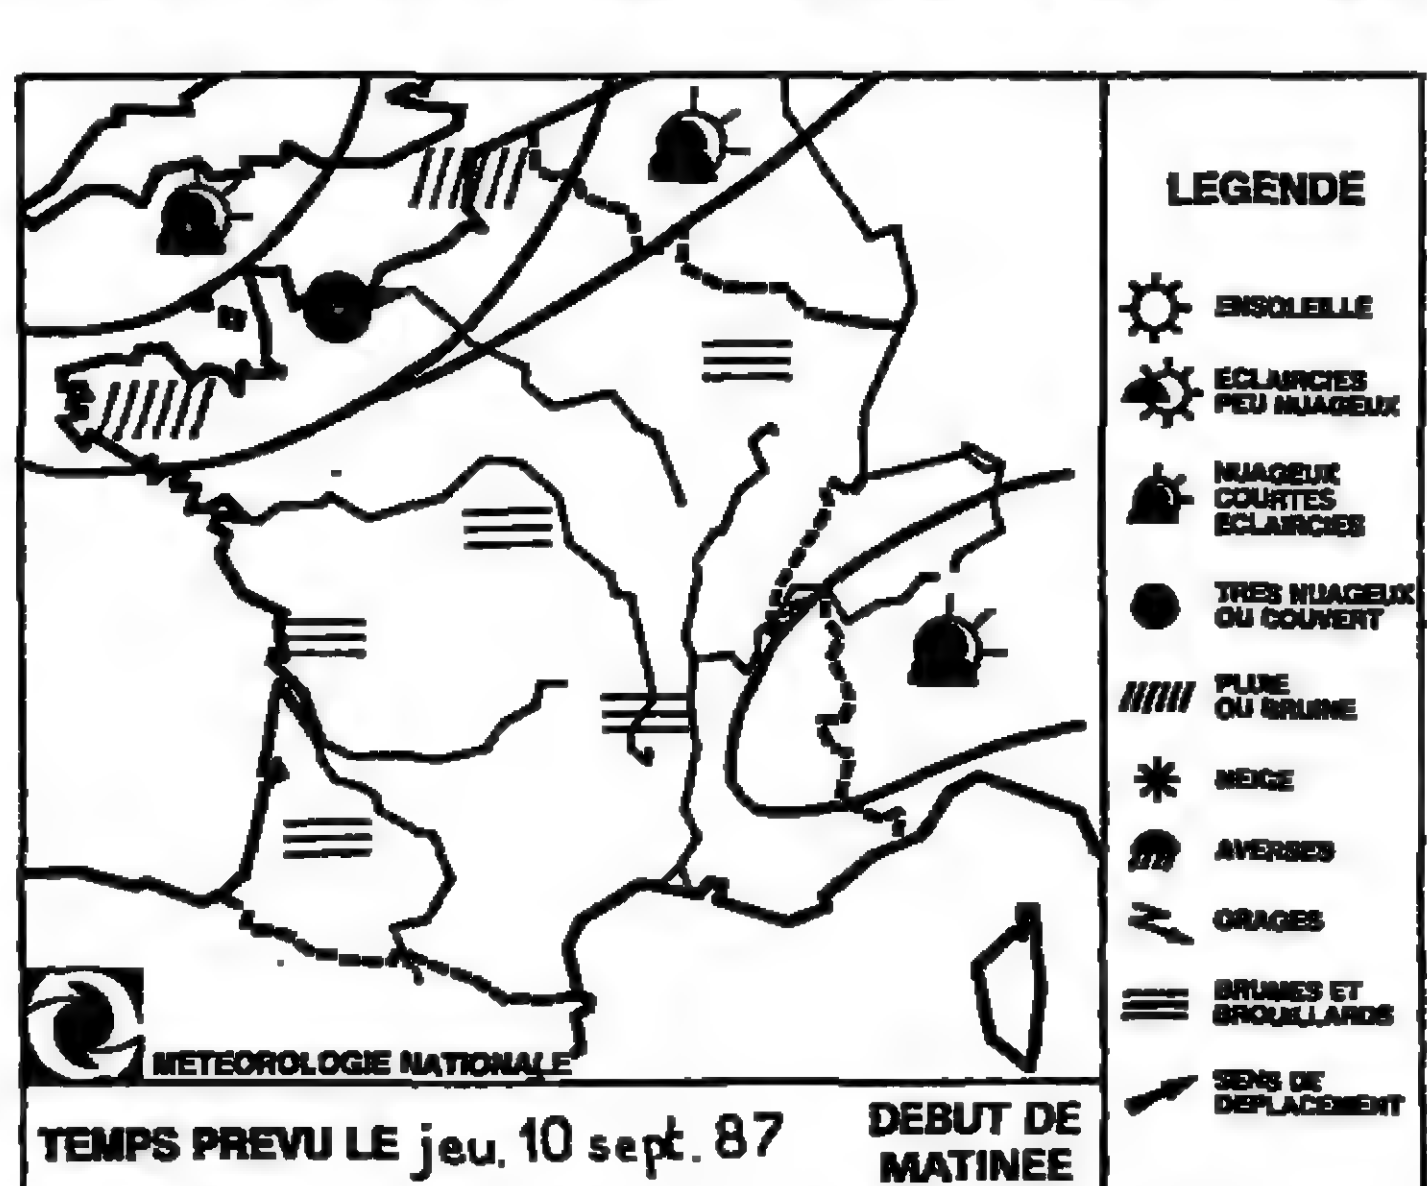 LEGENDE
ENSOLEILLE
ECLAIRCIES
PEU NUAGEUX
NUAGEUX
COURTES
ECLAIRCIES
TRES NUAGEUX
OU COUVERT
PLUIE
OU BRUINE
NEIGE
AVERSES
ORAGES
BRUMES ET
BROUILLARDS
SENS DE
DEPLACEMENT
METEOROLOGIE NATIONALE
TEMPS PREVU LE jeu. 10 sept. 87
DEBUT DE
MATINEE